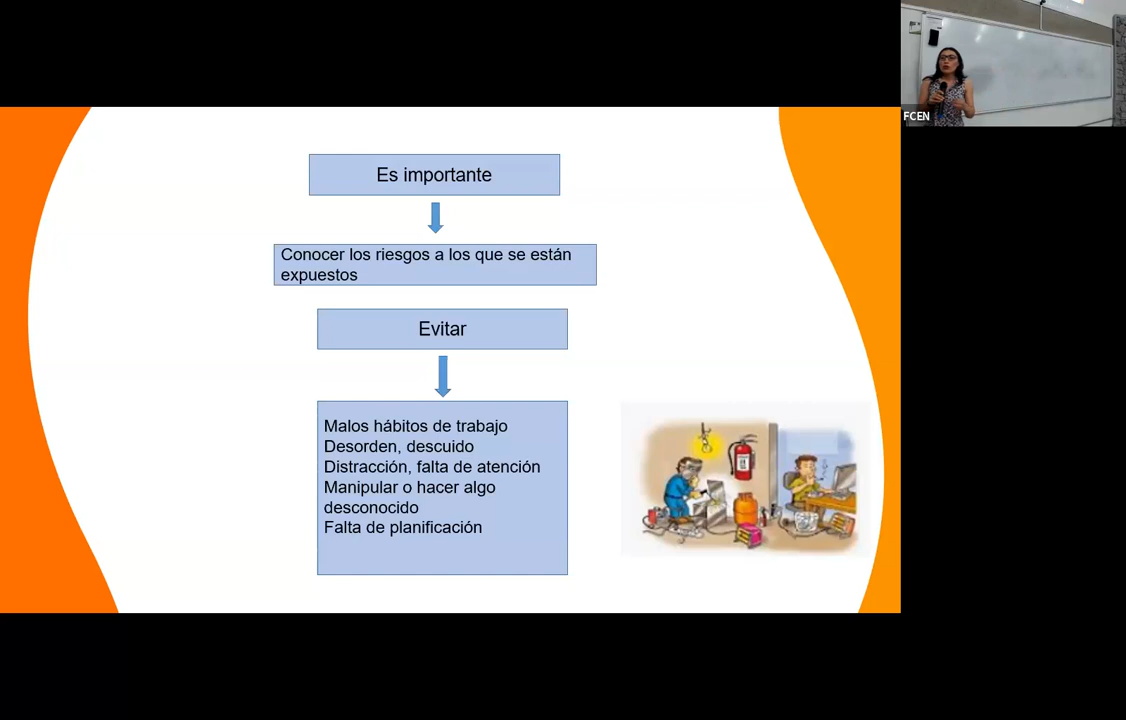 FCEN
Es importante
Conocer los riesgos a los que se están
expuestos
Evitar
Malos hábitos de trabajo
Desorden, descuido
Distracción, falta de atención
Manipular o hacer algo
desconocido
Falta de planificación